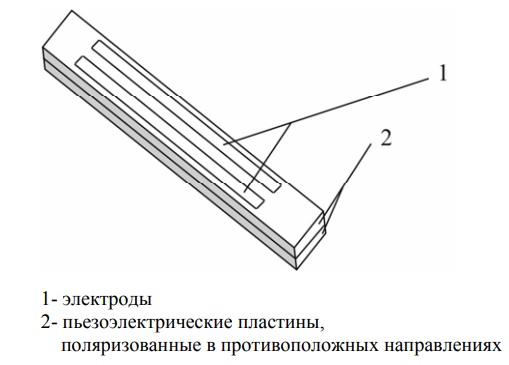 1
2
1- электроды
2- пьезоэлектрические пластины,
поляризованные в противоположных направлениях